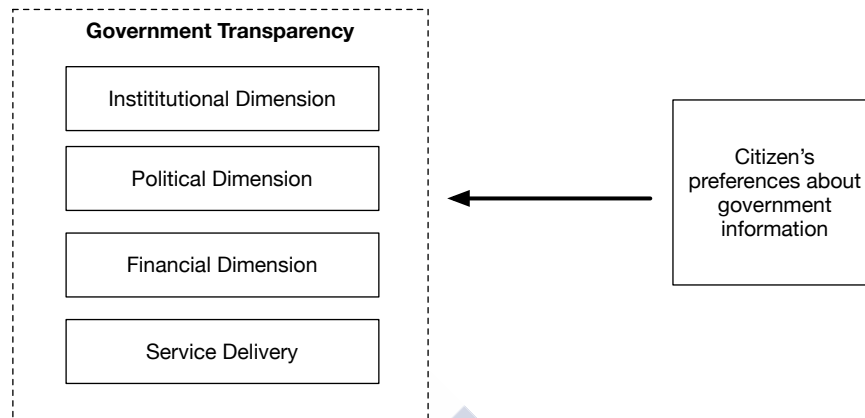 Government Transparency
Instititutional Dimension
Political Dimension
Financial Dimension
Service Delivery
Citizen’s
preferences about
government
information